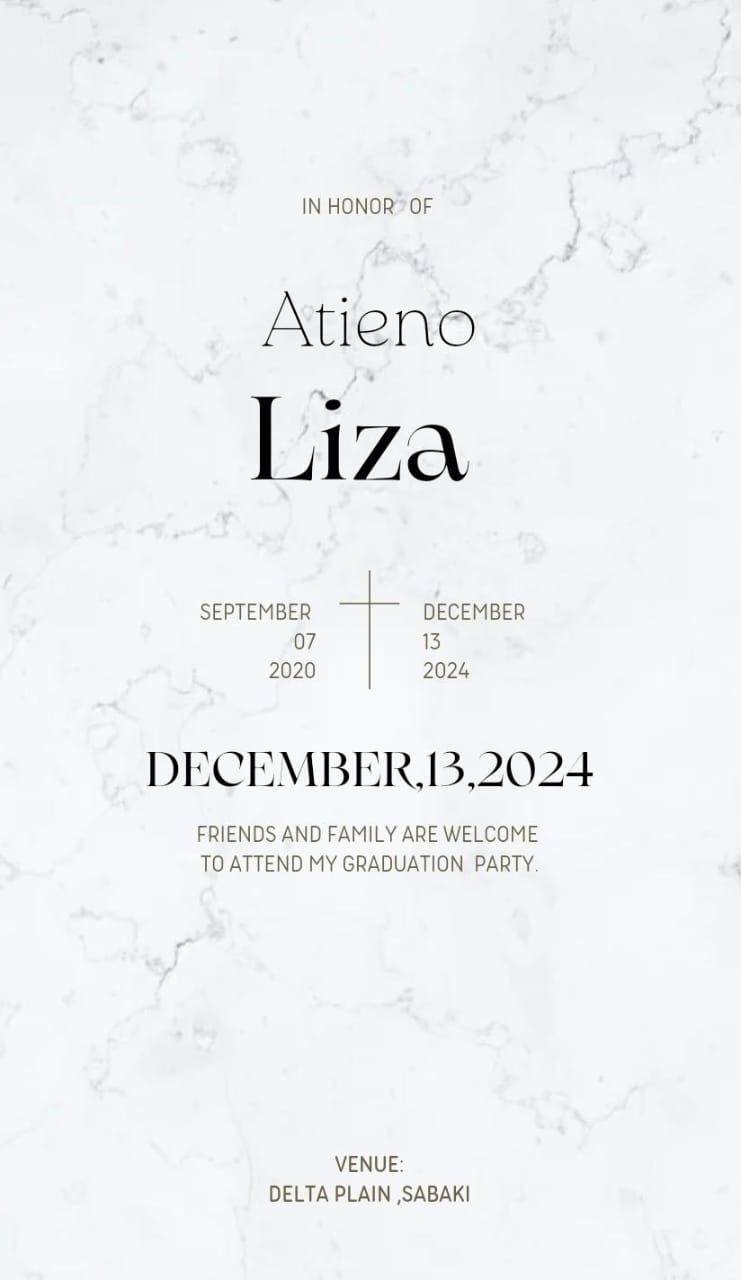 IN HONOR OF
Atieno
Liza
SEPTEMBER
07
2020
DECEMBER
13
2024
DECEMBER,13,2024
FRIENDS AND FAMILY ARE WELCOME
TO ATTEND MY GRADUATION PARTY.
VENUE:
DELTA PLAIN ,SABAKI